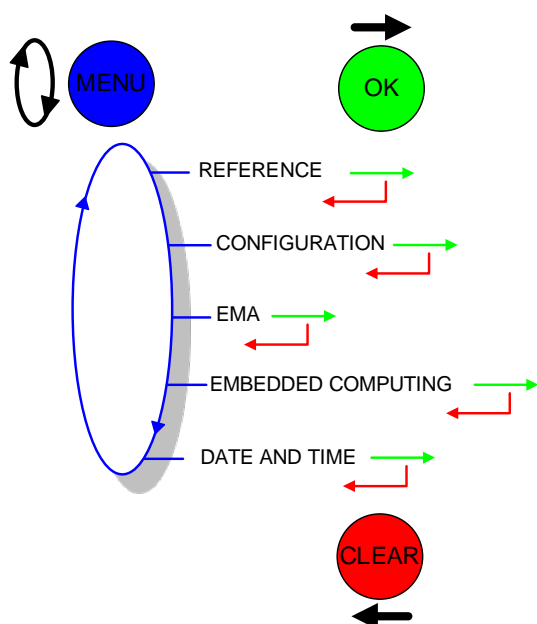 MENU
OK
REFERENCE
CONFIGURATION
EMA
EMBEDDED COMPUTING
DATE AND TIME
CLEAR